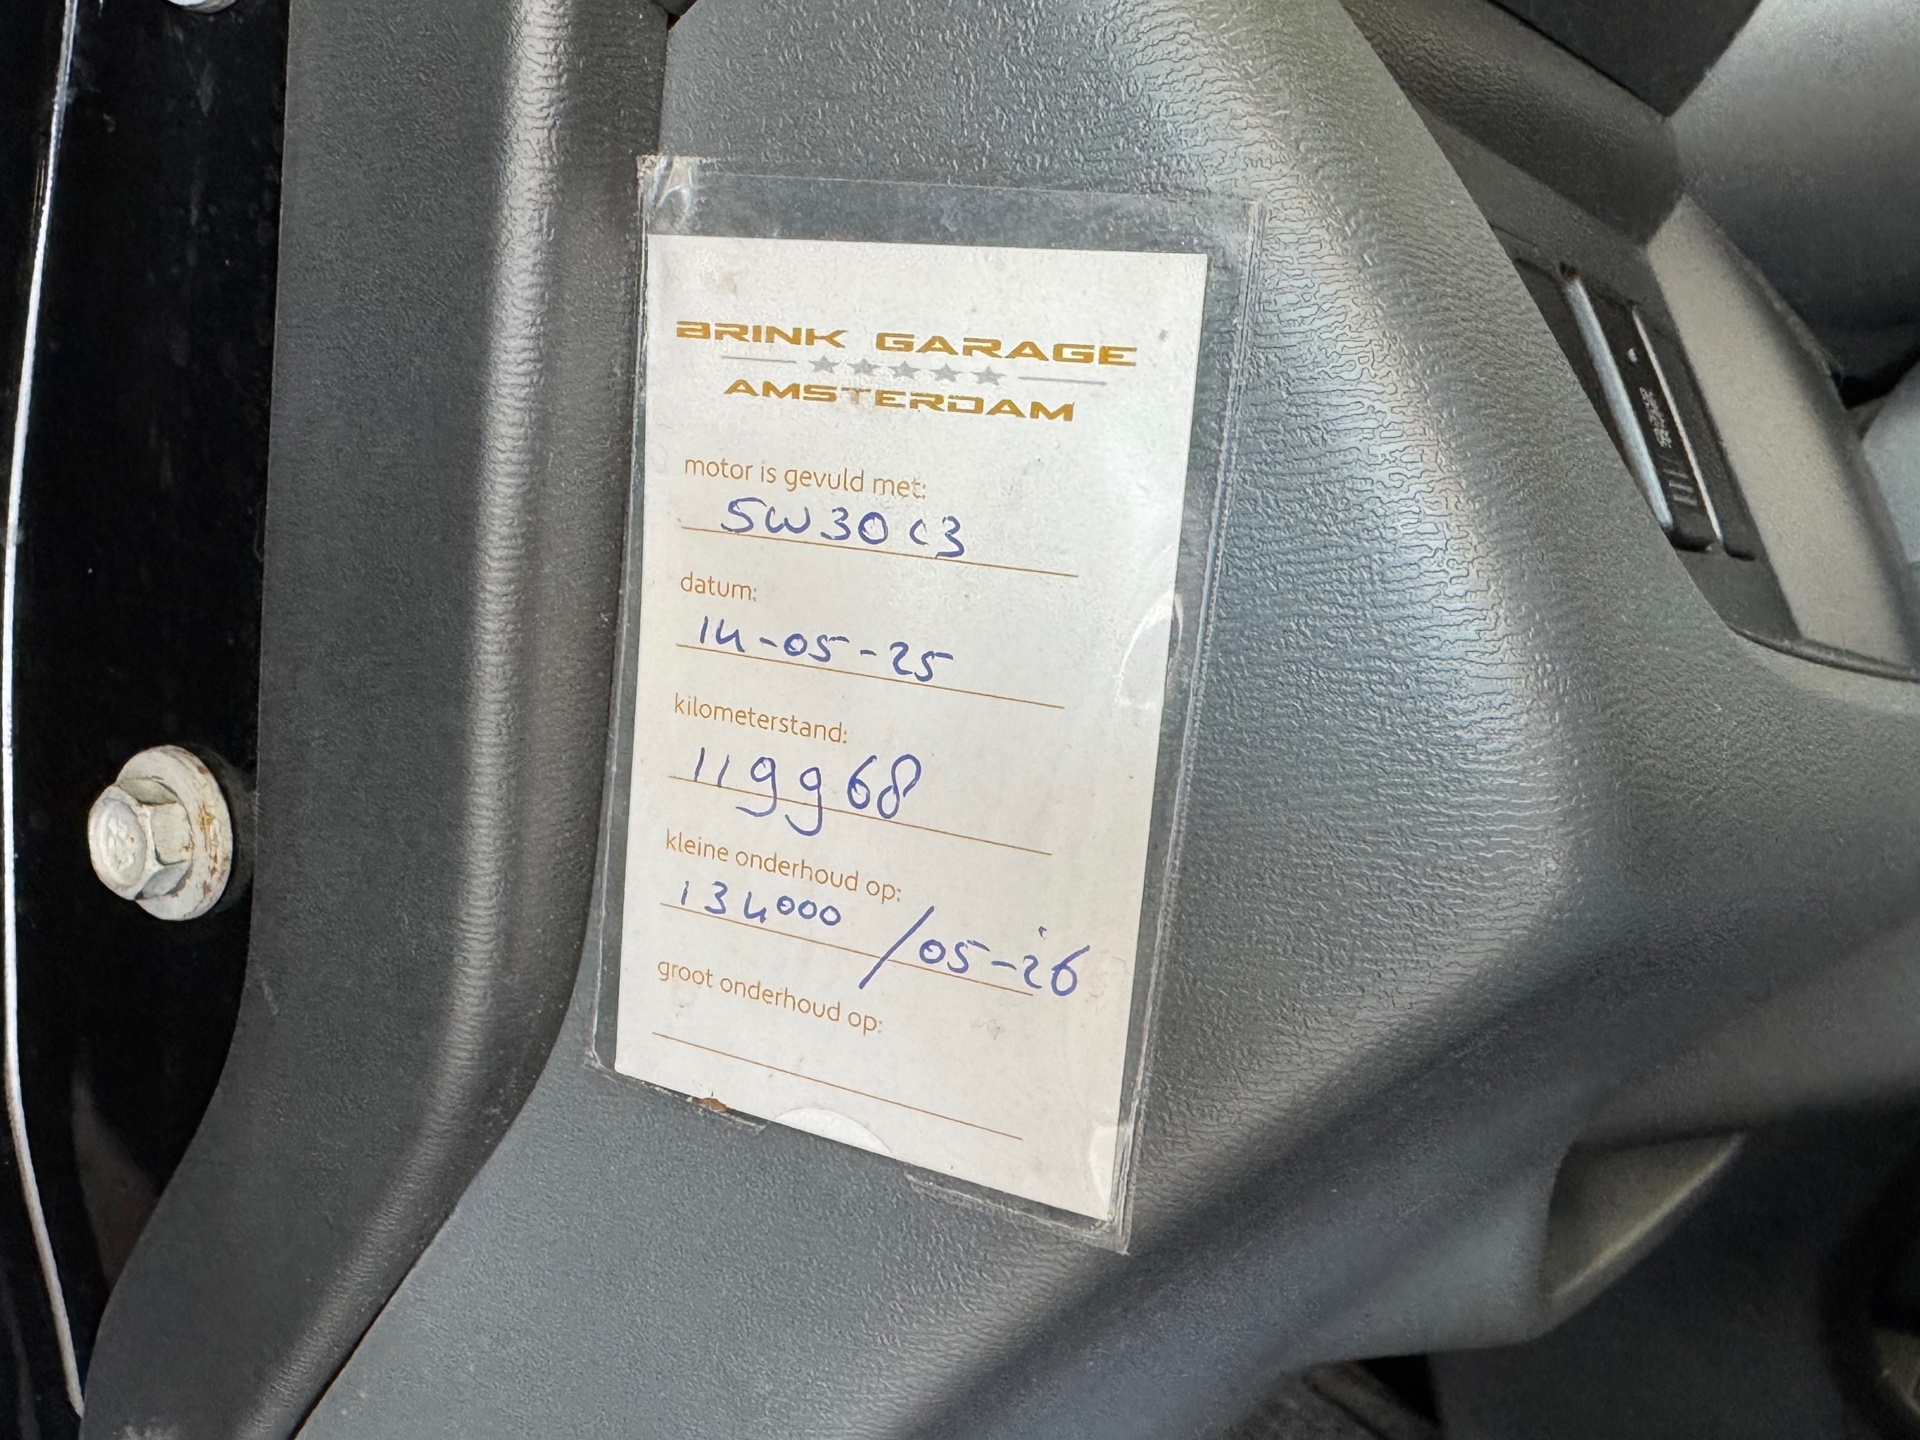 BRINK GARAGE
AMSTERDAM
motor is gevuld met:
5W30 C3
datum:
14-05-25
kilometerstand:
119968
kleine onderhoud op:
134000 / 05-26
groot onderhoud op: